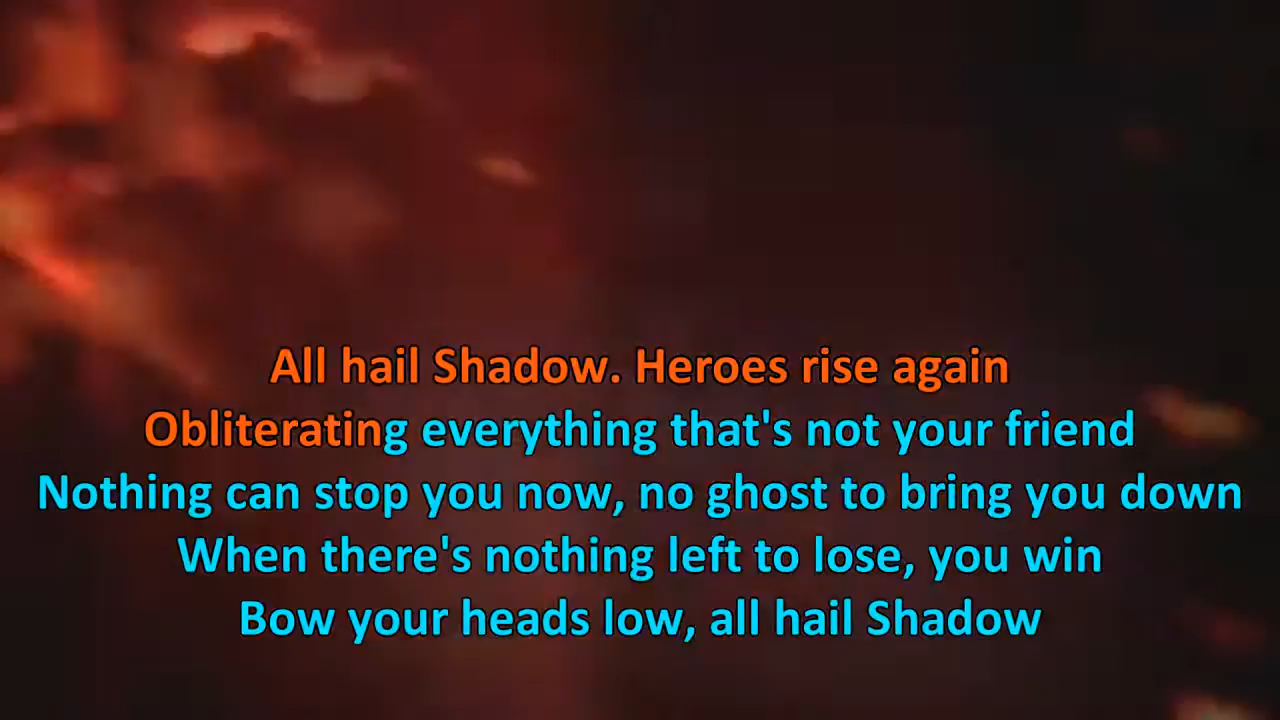 All hail Shadow. Heroes rise again
Obliterating everything that's not your friend
Nothing can stop you now, no ghost to bring you down
When there's nothing left to lose, you win
Bow your heads low, all hail Shadow